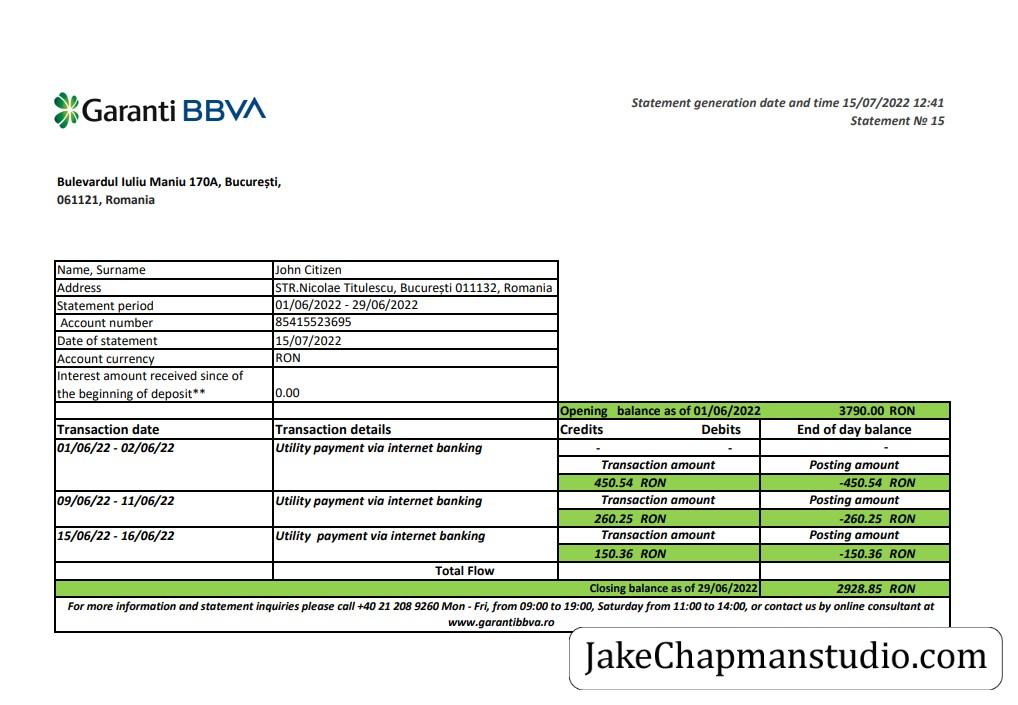 Garanti BBVA
Statement generation date and time 15/07/2022 12:41
Statement № 15
Bulevardul Iuliu Maniu 170A, București,
061121, Romania
Name, Surname John Citizen
Address STR.Nicolae Titulescu, București 011132, Romania
Statement period 01/06/2022 - 29/06/2022
Account number 85415523695
Date of statement 15/07/2022
Account currency RON
Interest amount received since of
the beginning of deposit** 0.00
Opening balance as of 01/06/2022 3790.00 RON
Transaction date Transaction details Credits Debits End of day balance
01/06/22 - 02/06/22 Utility payment via internet banking - - -
Transaction amount Posting amount
450.54 RON -450.54 RON
09/06/22 - 11/06/22 Utility payment via internet banking Transaction amount Posting amount
260.25 RON -260.25 RON
15/06/22 - 16/06/22 Utility payment via internet banking Transaction amount Posting amount
150.36 RON -150.36 RON
Total Flow
Closing balance as of 29/06/2022 2928.85 RON
For more information and statement inquiries please call +40 21 208 9260 Mon - Fri, from 09:00 to 19:00, Saturday from 11:00 to 14:00, or contact us by online consultant at
www.garantibbva.ro
JakeChapmanstudio.com